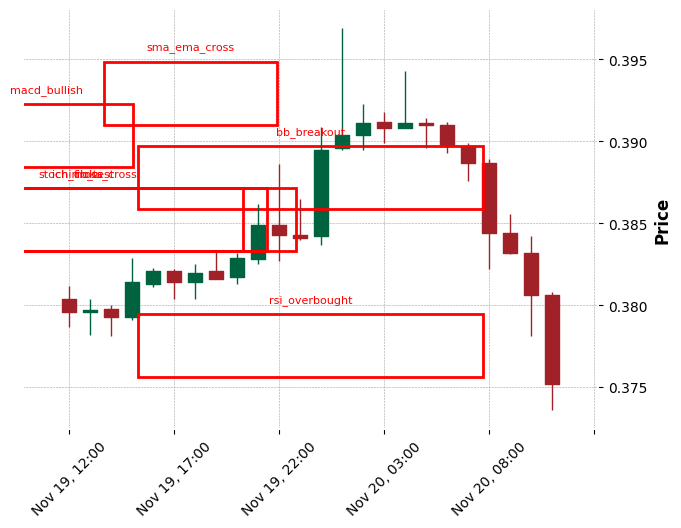 sma_ema_cross
macd_bullish
bb_breakout
rsi_overbought
0.395
0.390
0.385
0.380
0.375
Price
Nov 19, 12:00
Nov 19, 17:00
Nov 19, 22:00
Nov 20, 03:00
Nov 20, 08:00